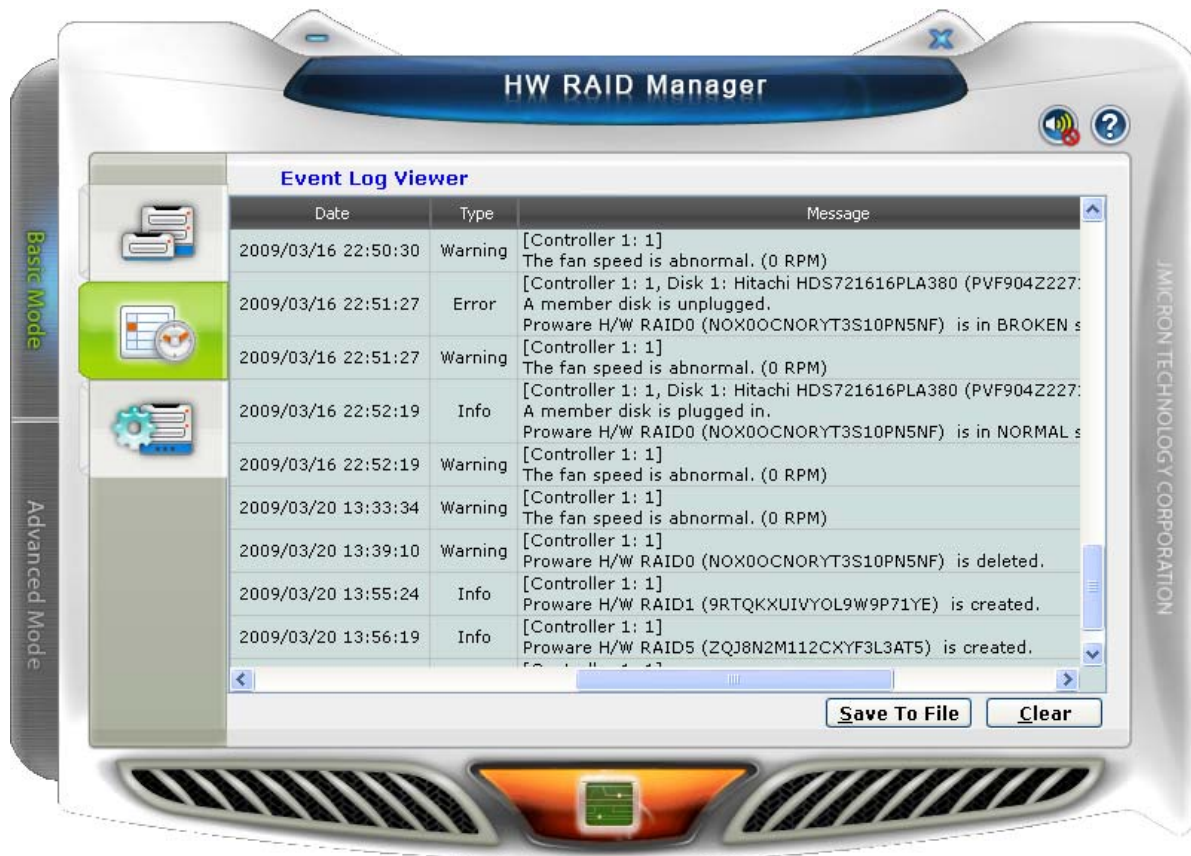 HW RAID Manager
Basic Mode
Advanced Mode
Event Log Viewer
Date Type Message
2009/03/16 22:50:30 Warning [Controller 1: 1]
The fan speed is abnormal. (0 RPM)
2009/03/16 22:51:27 Error [Controller 1: 1, Disk 1: Hitachi HDS721616PLA380 (PVF904Z227
A member disk is unplugged.
Proware H/W RAID0 (NOX0OCNORYT3S10PN5NF) is in BROKEN s
2009/03/16 22:51:27 Warning [Controller 1: 1]
The fan speed is abnormal. (0 RPM)
2009/03/16 22:52:19 Info [Controller 1: 1, Disk 1: Hitachi HDS721616PLA380 (PVF904Z227
A member disk is plugged in.
Proware H/W RAID0 (NOX0OCNORYT3S10PN5NF) is in NORMAL s
2009/03/16 22:52:19 Warning [Controller 1: 1]
The fan speed is abnormal. (0 RPM)
2009/03/20 13:33:34 Warning [Controller 1: 1]
The fan speed is abnormal. (0 RPM)
2009/03/20 13:39:10 Warning [Controller 1: 1]
Proware H/W RAID0 (NOX0OCNORYT3S10PN5NF) is deleted.
2009/03/20 13:55:24 Info [Controller 1: 1]
Proware H/W RAID1 (9RTQKXUIVYOL9W9P71YE) is created.
2009/03/20 13:56:19 Info [Controller 1: 1]
Proware H/W RAID5 (ZQJ8N2M112CXYF3L3AT5) is created.
Save To File Clear
JMICRON TECHNOLOGY CORPORATION